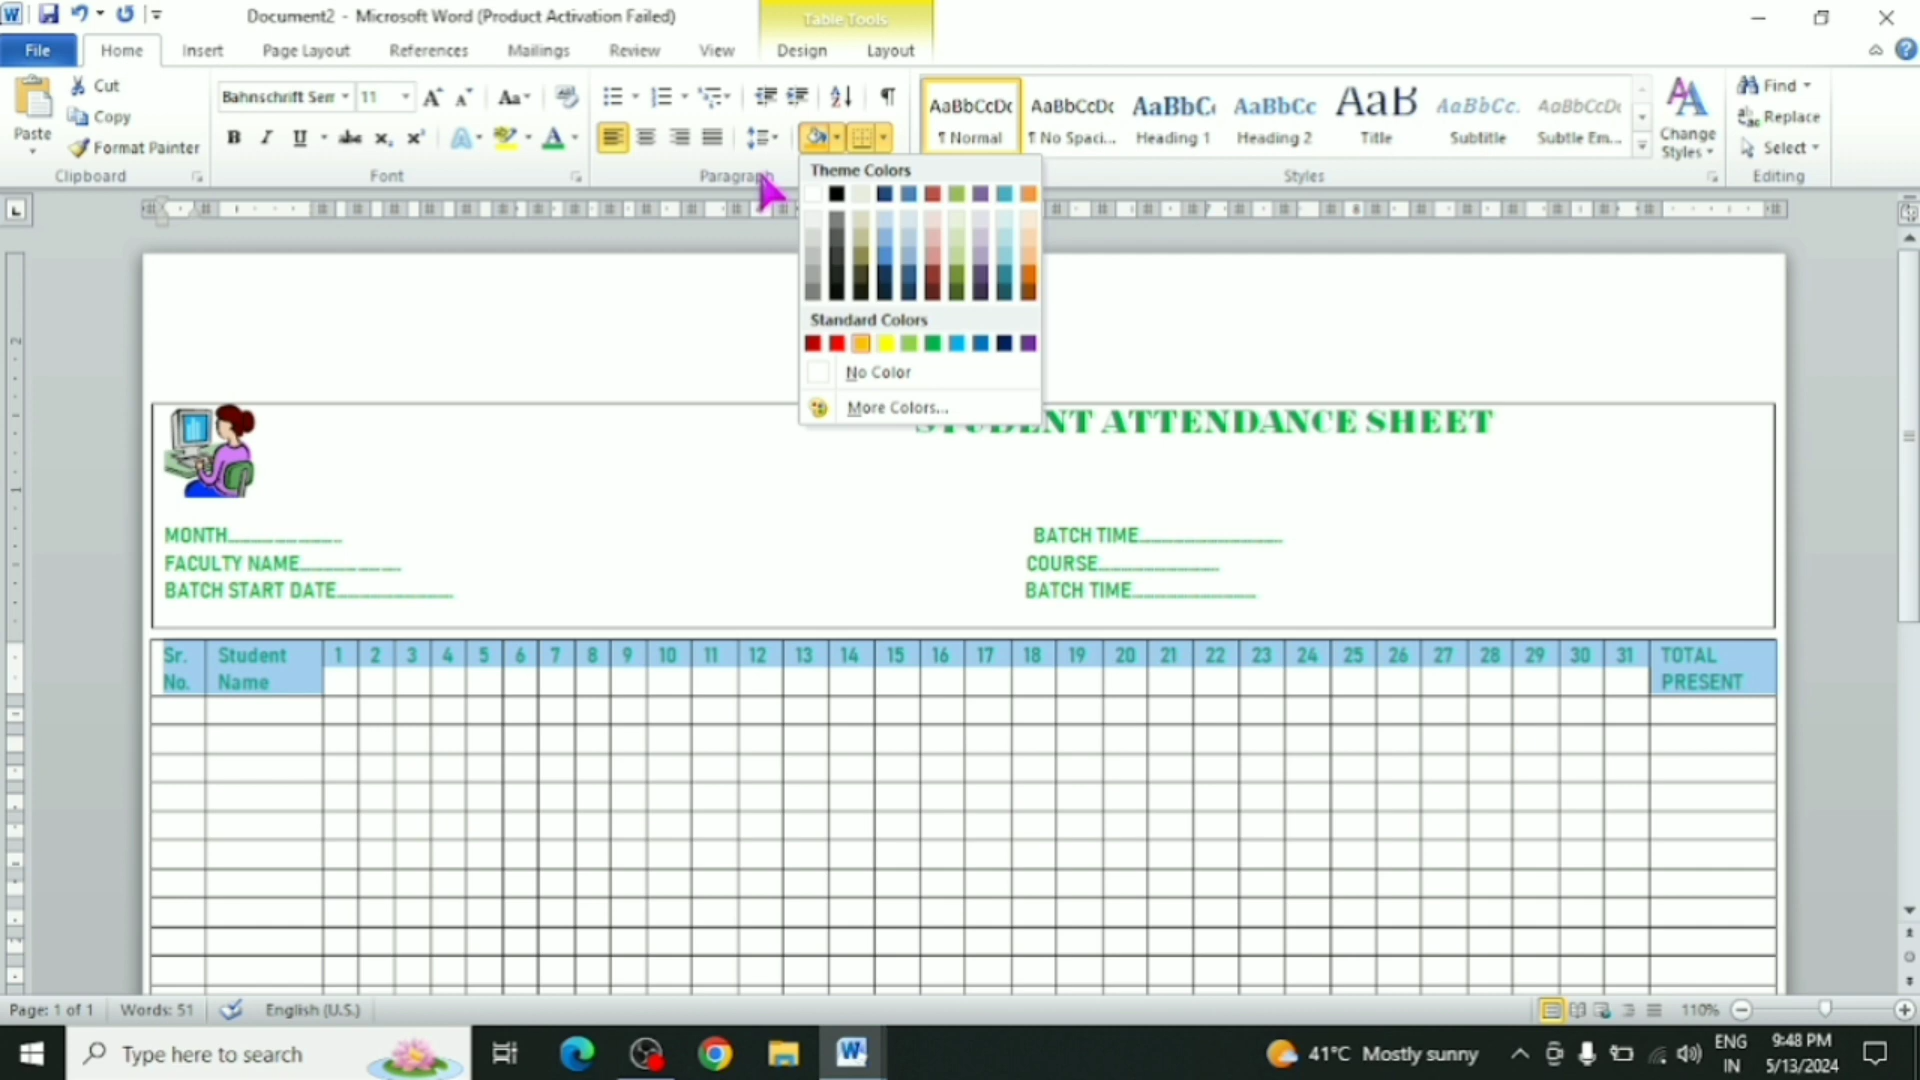 Document2 - Microsoft Word (Product Activation Failed)
Table Tools
File Home Insert Page Layout References Mailings Review View Design Layout
Paste
Cut
Copy
Format Painter
Clipboard
11
Font
Paragraph
AaBbCcDc
¶ Normal
AaBbCcDc
¶ No Spaci...
AaBbC
Heading 1
AaBbCc
Heading 2
AaB
Title
AaBbCc.
Subtitle
AaBbCcDc
Subtle Em...
Change
Styles
Styles
Find
Replace
Select
Editing
Theme Colors
Standard Colors
No Color
More Colors...
STUDENT ATTENDANCE SHEET
MONTH BATCH TIME
FACULTY NAME COURSE
BATCH START DATE BATCH TIME
Sr. Student 1 2 3 4 5 6 7 8 9 10 11 12 13 14 15 16 17 18 19 20 21 22 23 24 25 26 27 28 29 30 31 TOTAL
No. Name PRESENT
Page: 1 of 1 Words: 51 English (U.S.) 110%
Type here to search
41°C Mostly sunny
ENG
IN
9:48 PM
5/13/2024